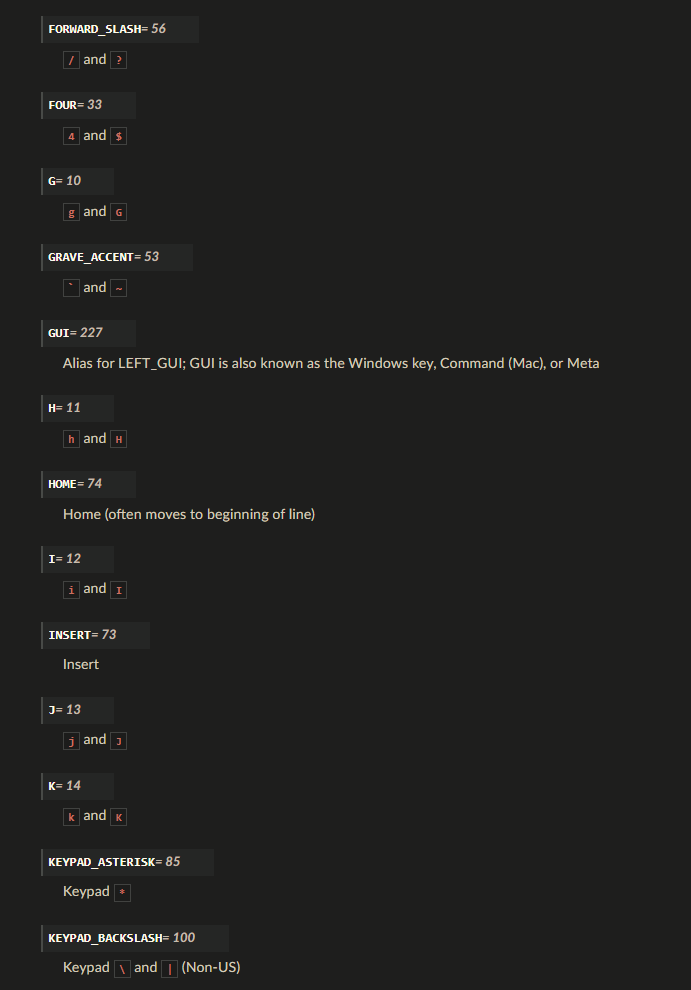 FORWARD_SLASH= 56
/ and ?
FOUR= 33
4 and $
G= 10
g and G
GRAVE_ACCENT= 53
` and ~
GUI= 227
Alias for LEFT_GUI; GUI is also known as the Windows key, Command (Mac), or Meta
H= 11
h and H
HOME= 74
Home (often moves to beginning of line)
I= 12
i and I
INSERT= 73
Insert
J= 13
j and J
K= 14
k and K
KEYPAD_ASTERISK= 85
Keypad *
KEYPAD_BACKSLASH= 100
Keypad \ and | (Non-US)